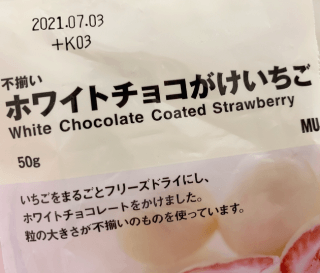 2021.07.03
+K03
不揃い
ホワイトチョコがけいちご
White Chocolate Coated Strawberry
50g
MU
いちごをまるごとフリーズドライにし、
ホワイトチョコレートをかけました。
粒の大きさが不揃いのものを使っています。